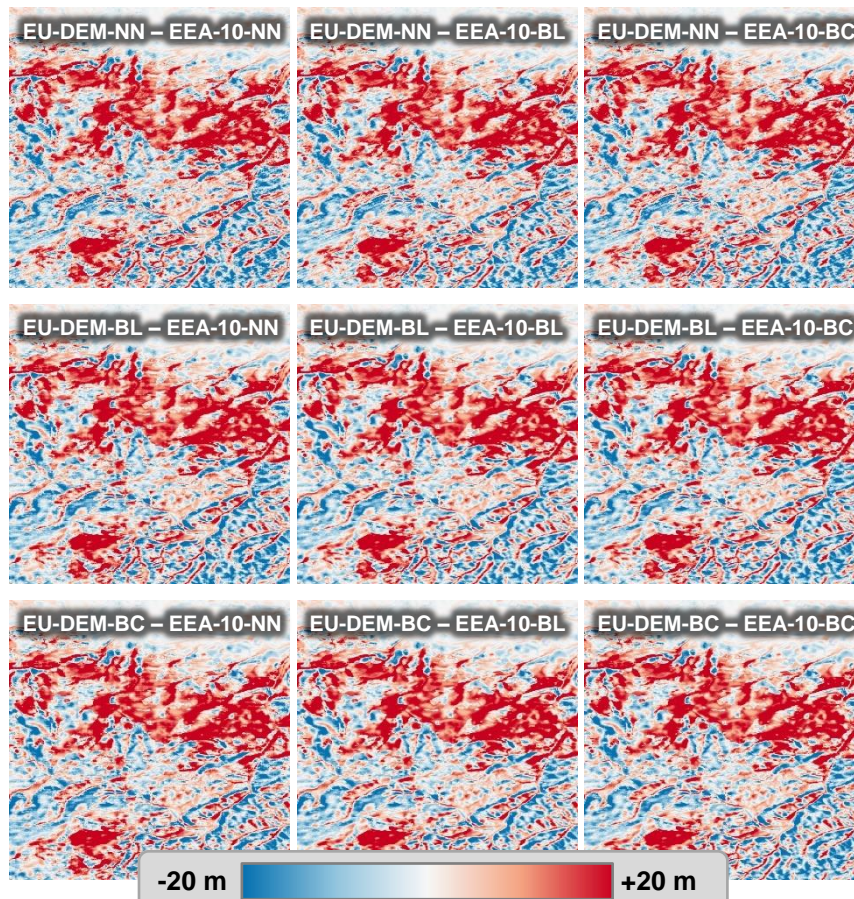 EU-DEM-NN – EEA-10-NN
EU-DEM-NN – EEA-10-BL
EU-DEM-NN – EEA-10-BC
EU-DEM-BL – EEA-10-NN
EU-DEM-BL – EEA-10-BL
EU-DEM-BL – EEA-10-BC
EU-DEM-BC – EEA-10-NN
EU-DEM-BC – EEA-10-BL
EU-DEM-BC – EEA-10-BC
-20 m +20 m